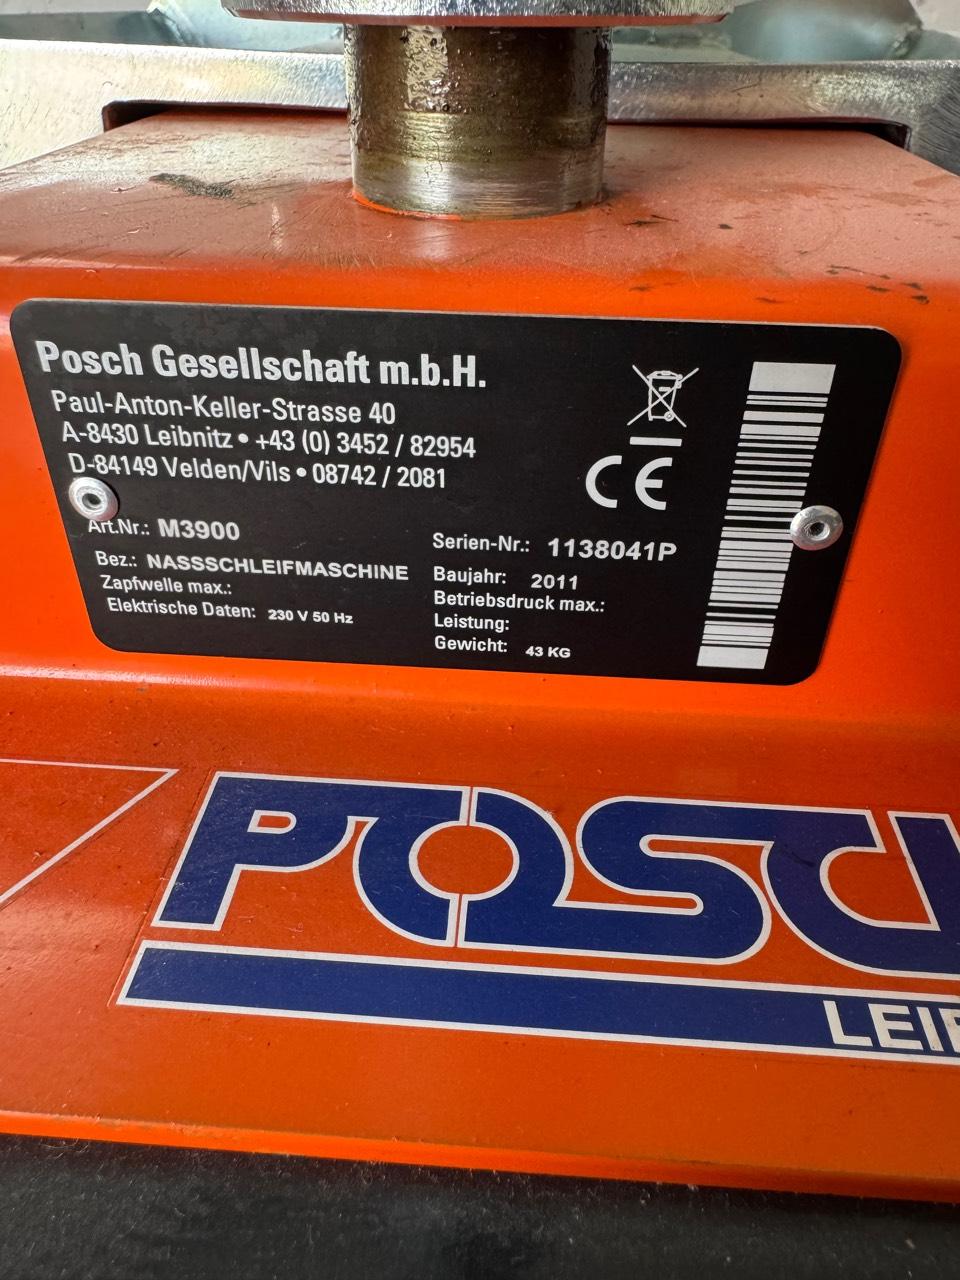 Posch Gesellschaft m.b.H.
Paul-Anton-Keller-Strasse 40
A-8430 Leibnitz • +43 (0) 3452 / 82954
D-84149 Velden/Vils • 08742 / 2081
CE
Art.Nr.: M3900
Bez.: NASSSCHLEIFMASCHINE
Zapfwelle max.:
Elektrische Daten: 230 V 50 Hz
Serien-Nr.: 1138041P
Baujahr: 2011
Betriebsdruck max.:
Leistung:
Gewicht: 43 KG
POSC
LEIB